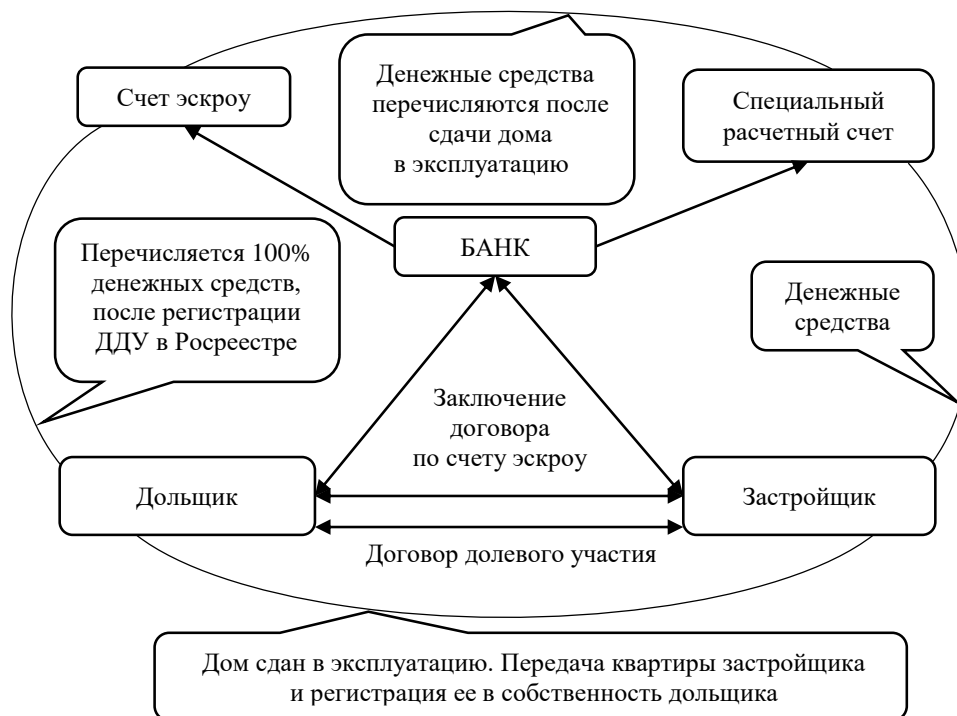 Счет эскроу
Денежные средства
перечисляются после
сдачи дома
в эксплуатацию
Специальный
расчетный счет
БАНК
Перечисляется 100%
денежных средств,
после регистрации
ДДУ в Росреестре
Денежные
средства
Заключение
договора
по счету эскроу
Дольщик
Застройщик
Договор долевого участия
Дом сдан в эксплуатацию. Передача квартиры застройщика
и регистрация ее в собственность дольщика